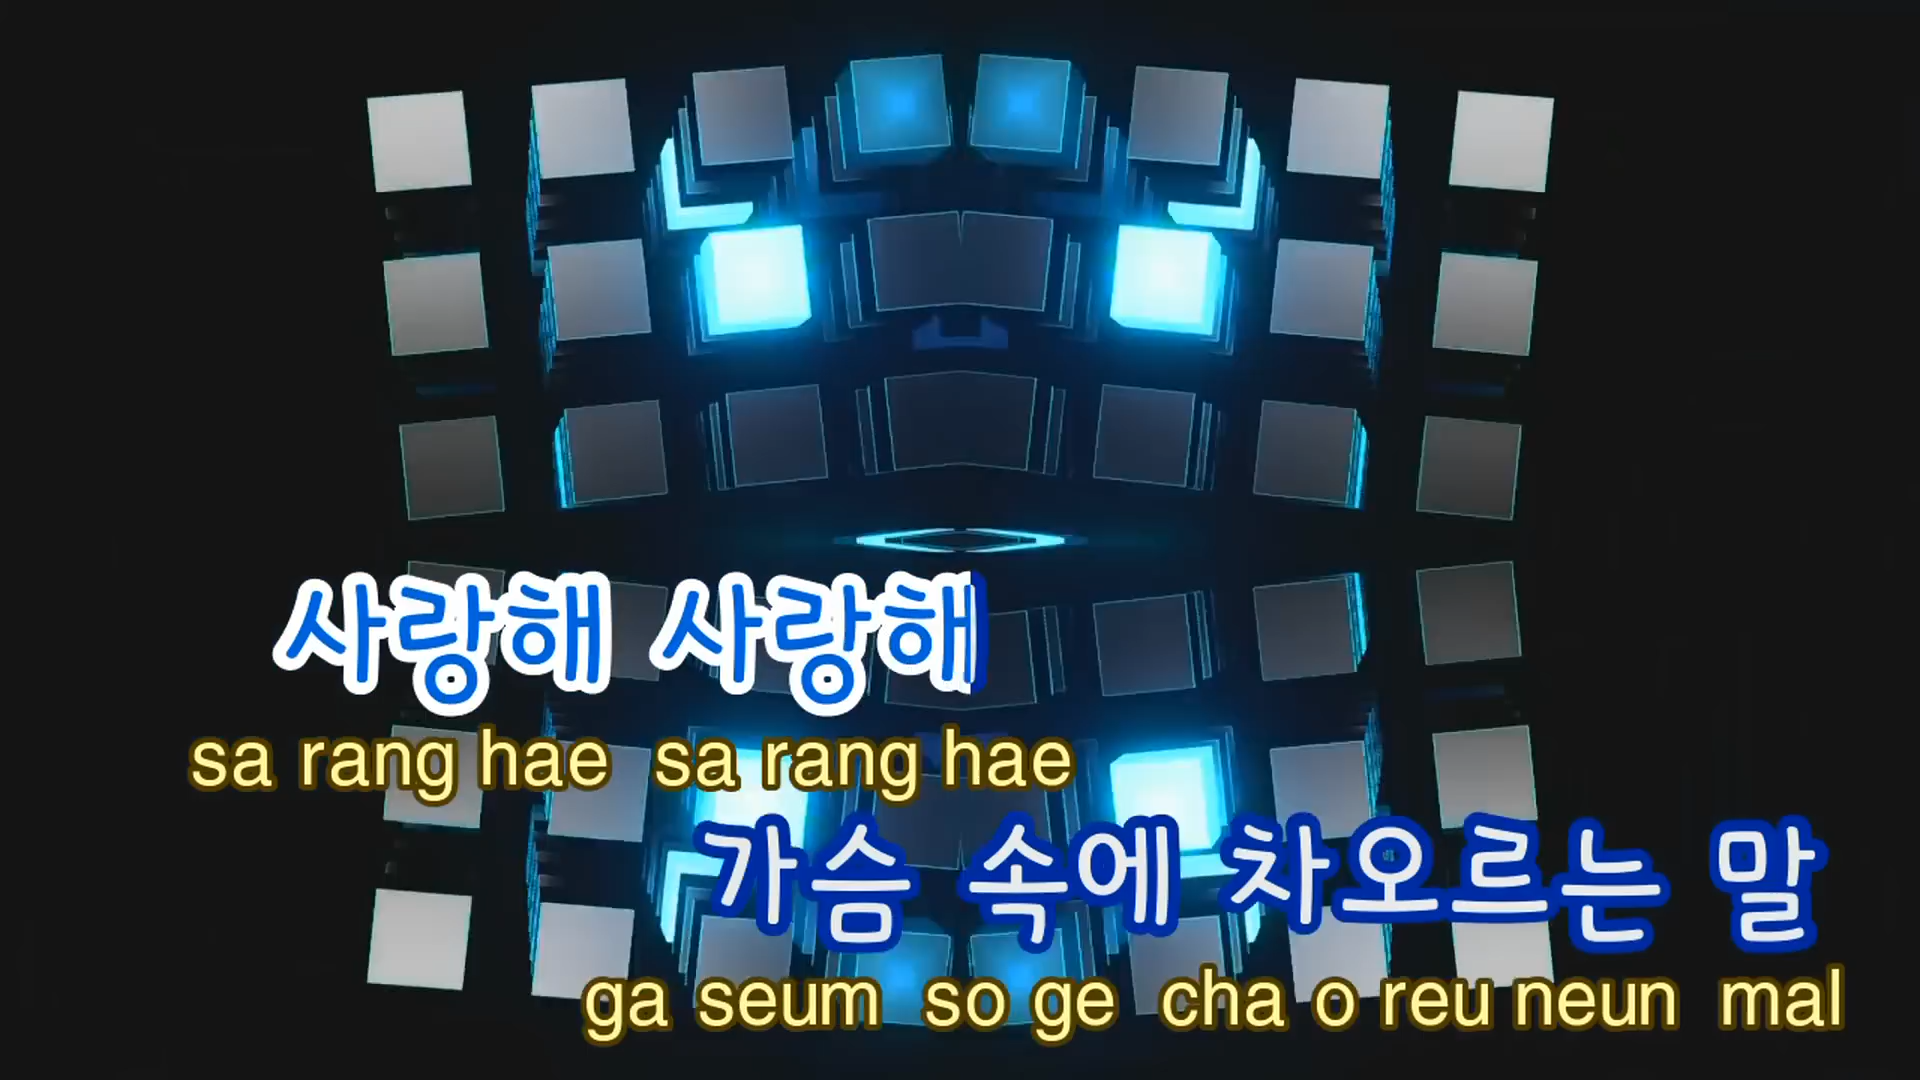 사랑해 사랑해
sa rang hae sa rang hae
가슴 속에 차오르는 말
ga seum so ge cha o reu neun mal